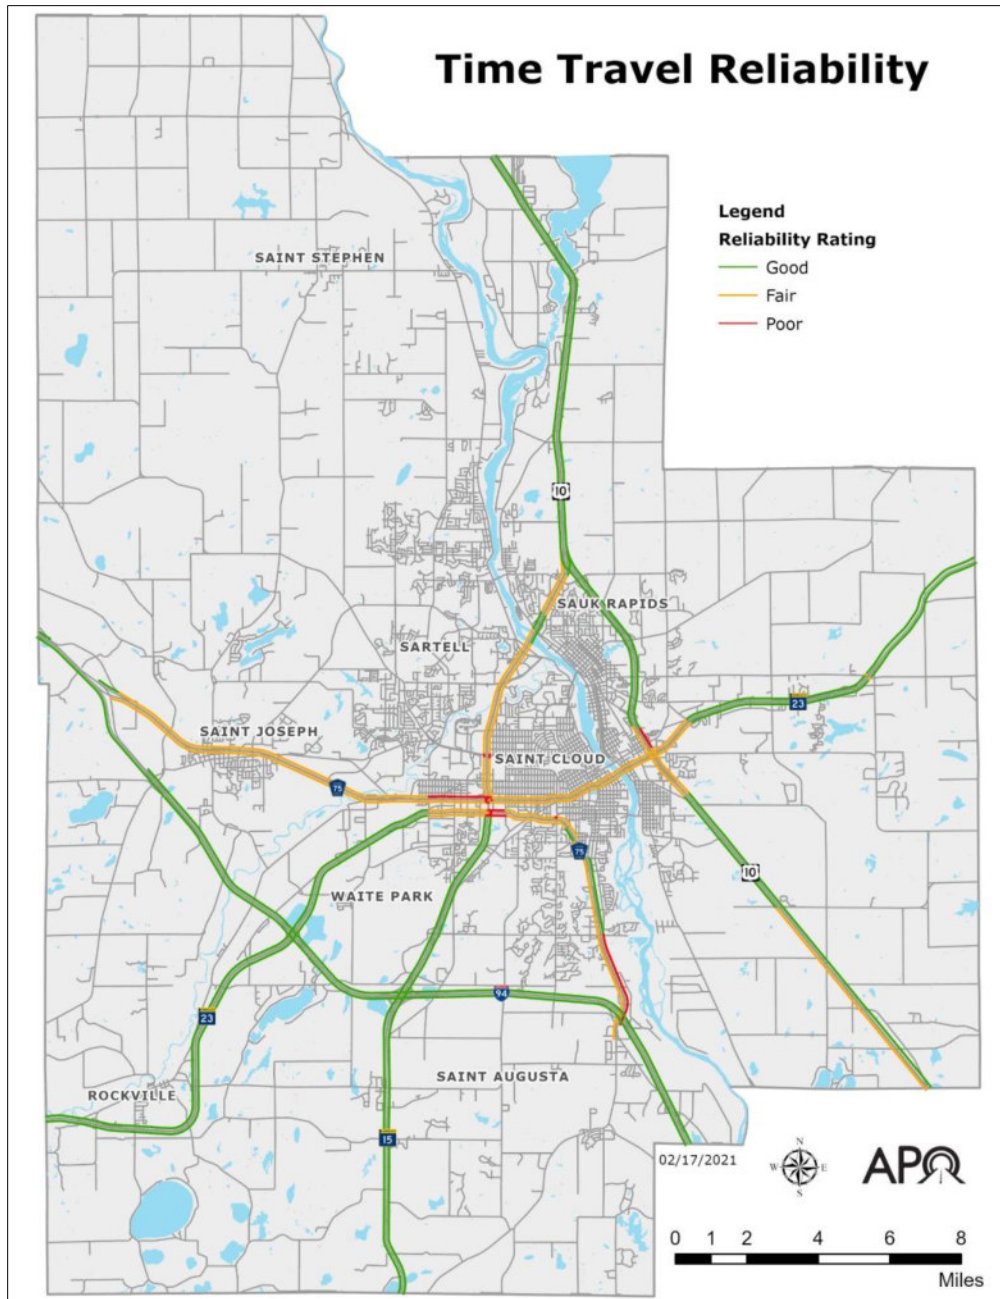 Time Travel Reliability
Legend
Reliability Rating
Good
Fair
Poor
SAINT STEPHEN
10
SAUK RAPIDS
SARTELL
23
SAINT JOSEPH
SAINT CLOUD
75
75
10
WAITE PARK
94
23
SAINT AUGUSTA
ROCKVILLE
15
02/17/2021
N
W E
S
APO
0 1 2 4 6 8
Miles